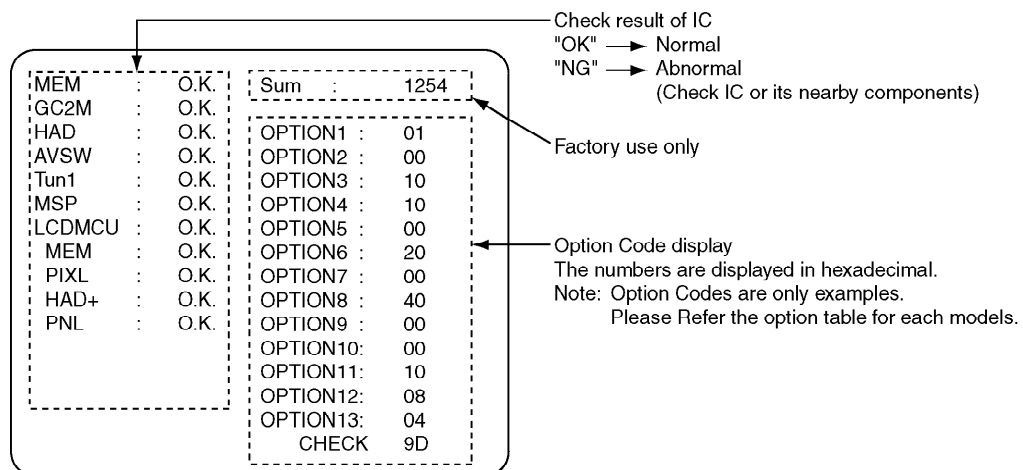 Check result of IC
"OK" → Normal
"NG" → Abnormal
(Check IC or its nearby components)
MEM : O.K.
GC2M : O.K.
HAD : O.K.
AVSW : O.K.
Tun1 : O.K.
MSP : O.K.
LCDMCU : O.K.
MEM : O.K.
PIXL : O.K.
HAD+ : O.K.
PNL : O.K.
Sum : 1254
Factory use only
OPTION1 : 01
OPTION2 : 00
OPTION3 : 10
OPTION4 : 10
OPTION5 : 00
OPTION6 : 20
OPTION7 : 00
OPTION8 : 40
OPTION9 : 00
OPTION10: 00
OPTION11: 10
OPTION12: 08
OPTION13: 04
CHECK 9D
Option Code display
The numbers are displayed in hexadecimal.
Note: Option Codes are only examples.
Please Refer the option table for each models.